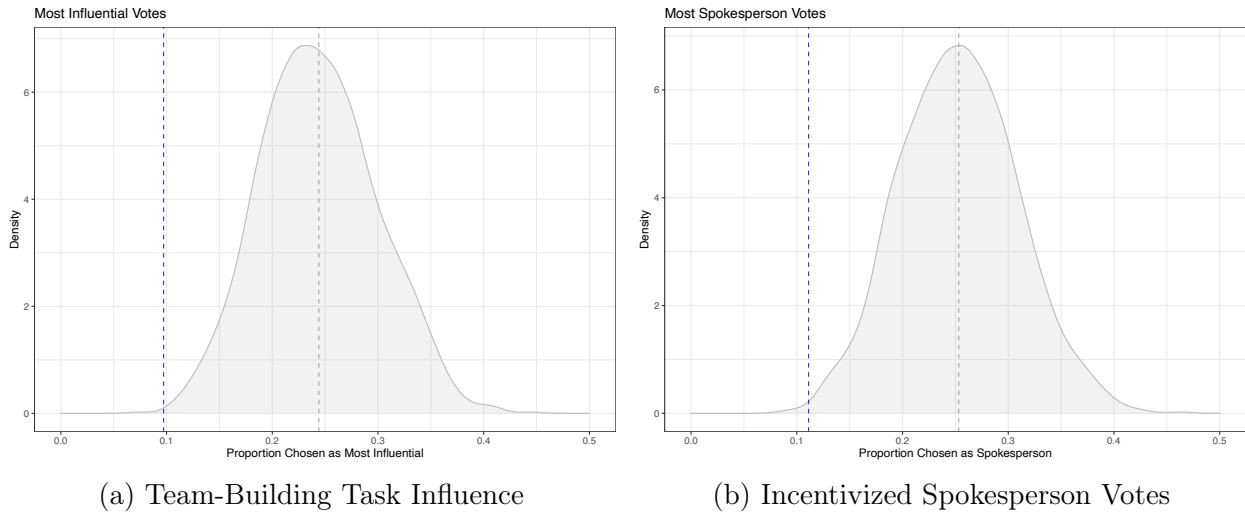 Most Influential Votes
6
4
2
0
Density
0.0 0.1 0.2 0.3 0.4 0.5
Proportion Chosen as Most Influential
(a) Team-Building Task Influence
Most Spokesperson Votes
6
4
2
0
Density
0.0 0.1 0.2 0.3 0.4 0.5
Proportion Chosen as Spokesperson
(b) Incentivized Spokesperson Votes